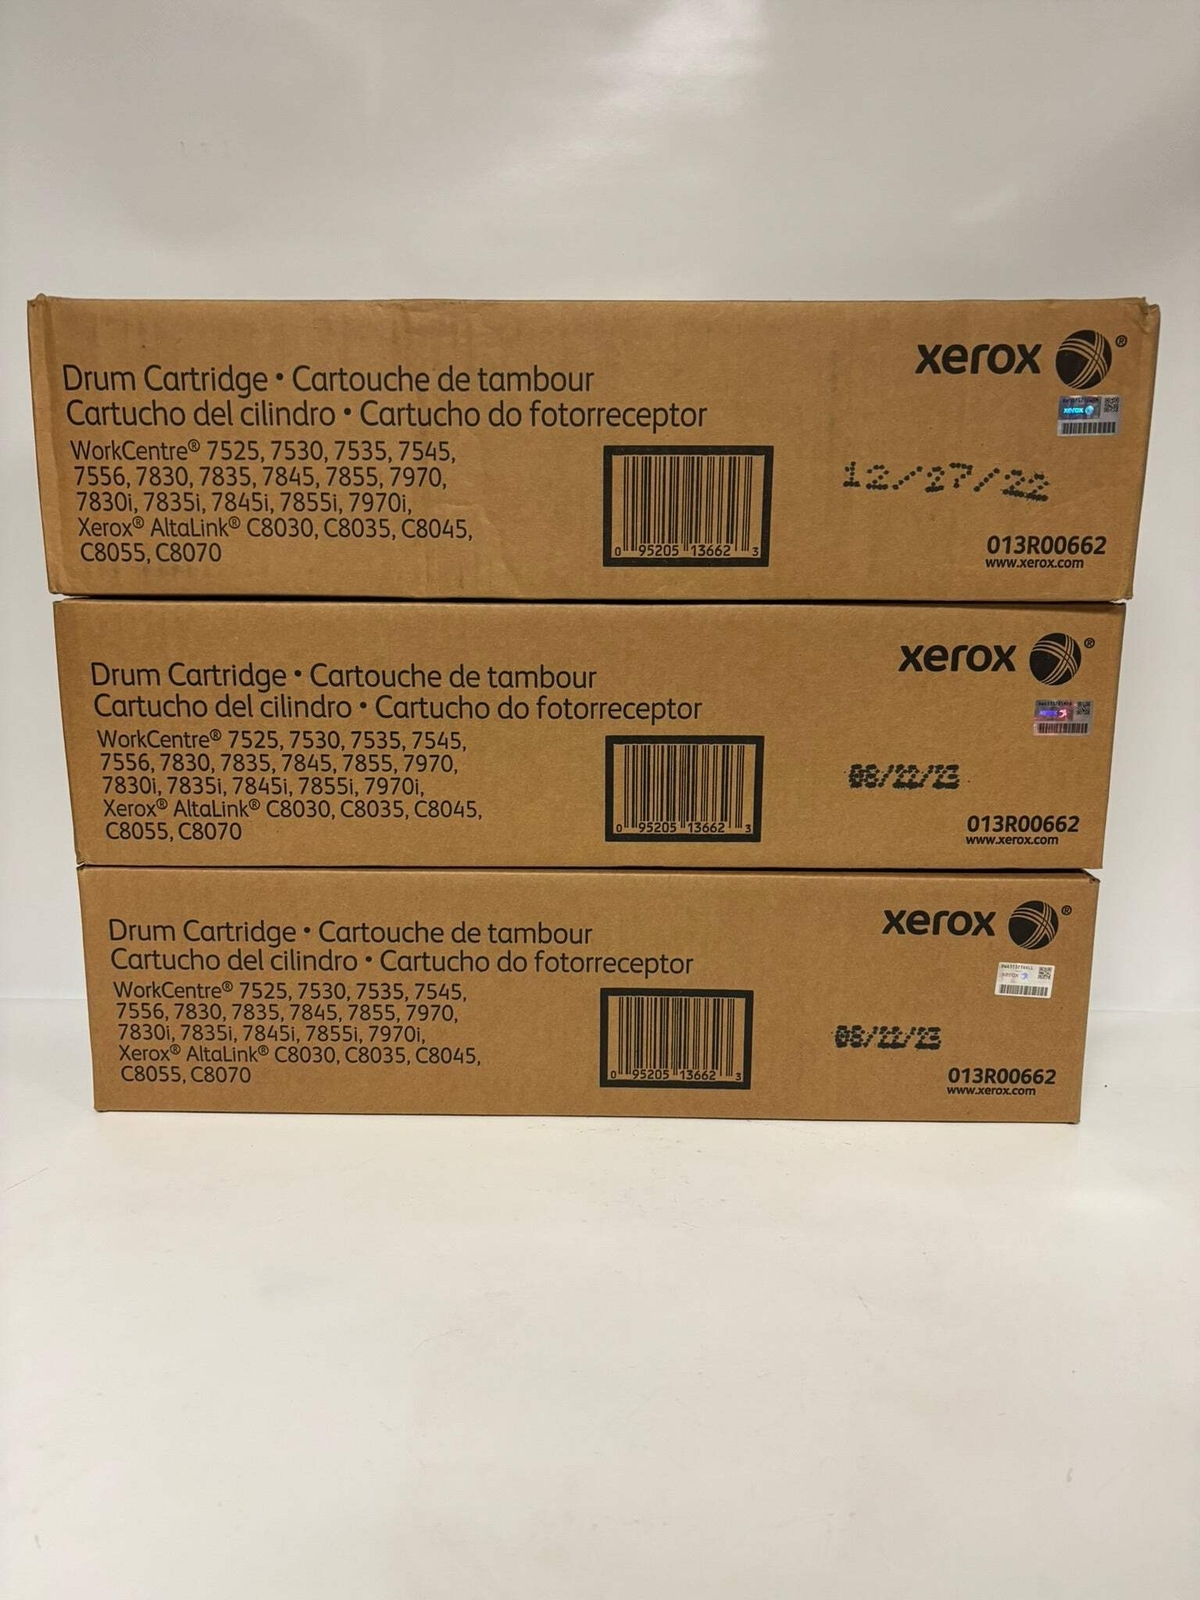 xerox
Drum Cartridge • Cartouche de tambour
Cartucho del cilindro • Cartucho do fotorreceptor
WorkCentre® 7525, 7530, 7535, 7545,
7556, 7830, 7835, 7845, 7855, 7970,
7830i, 7835i, 7845i, 7855i, 7970i,
Xerox® AltaLink® C8030, C8035, C8045,
C8055, C8070
0 95205 13662 3
xerox
12/27/22
013R00662
www.xerox.com
xerox
Drum Cartridge • Cartouche de tambour
Cartucho del cilindro • Cartucho do fotorreceptor
WorkCentre® 7525, 7530, 7535, 7545,
7556, 7830, 7835, 7845, 7855, 7970,
7830i, 7835i, 7845i, 7855i, 7970i,
Xerox® AltaLink® C8030, C8035, C8045,
C8055, C8070
0 95205 13662 3
013R00662
www.xerox.com
xerox
Drum Cartridge • Cartouche de tambour
Cartucho del cilindro • Cartucho do fotorreceptor
WorkCentre® 7525, 7530, 7535, 7545,
7556, 7830, 7835, 7845, 7855, 7970,
7830i, 7835i, 7845i, 7855i, 7970i,
Xerox® AltaLink® C8030, C8035, C8045,
C8055, C8070
0 95205 13662 3
xerox
013R00662
www.xerox.com